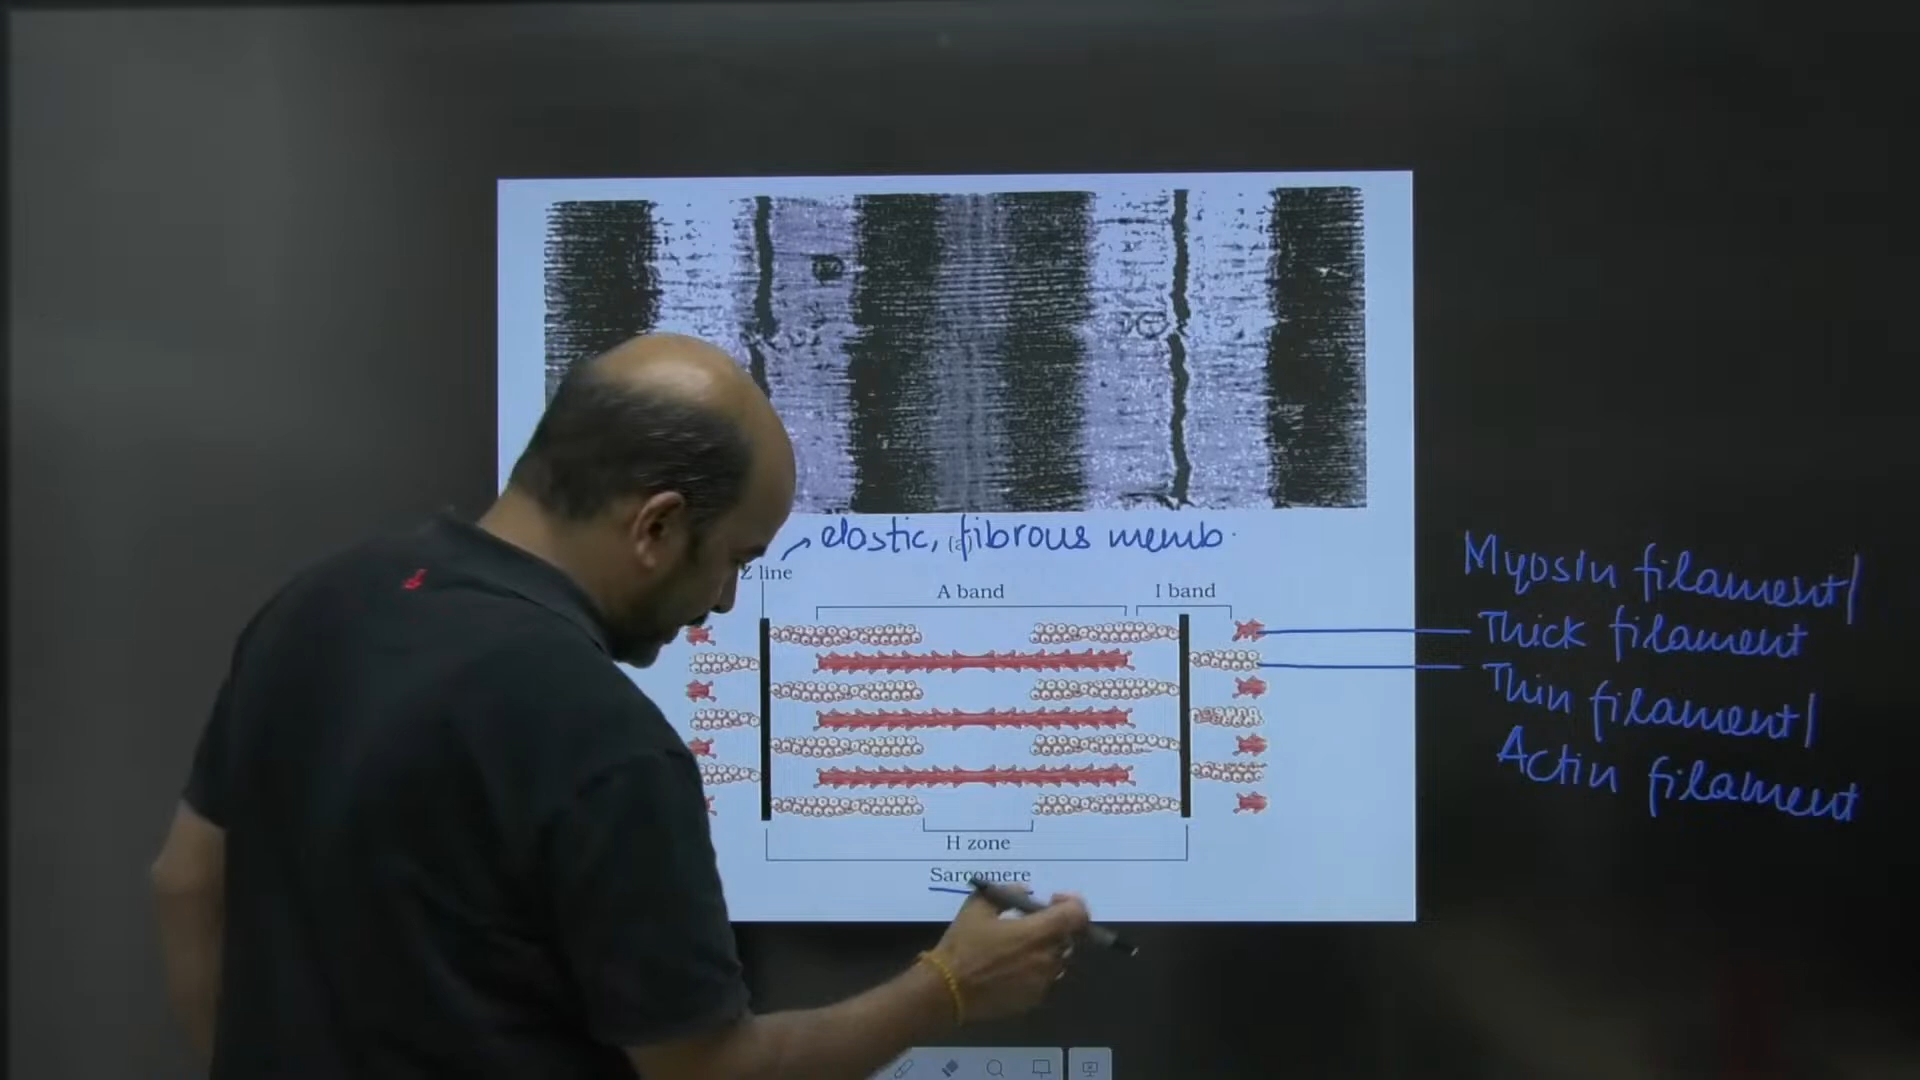 elastic, fibrous memb.
(a)
Z line
A band
I band
Myosin filament/
Thick filament
Thin filament/
Actin filament
H zone
Sarcomere